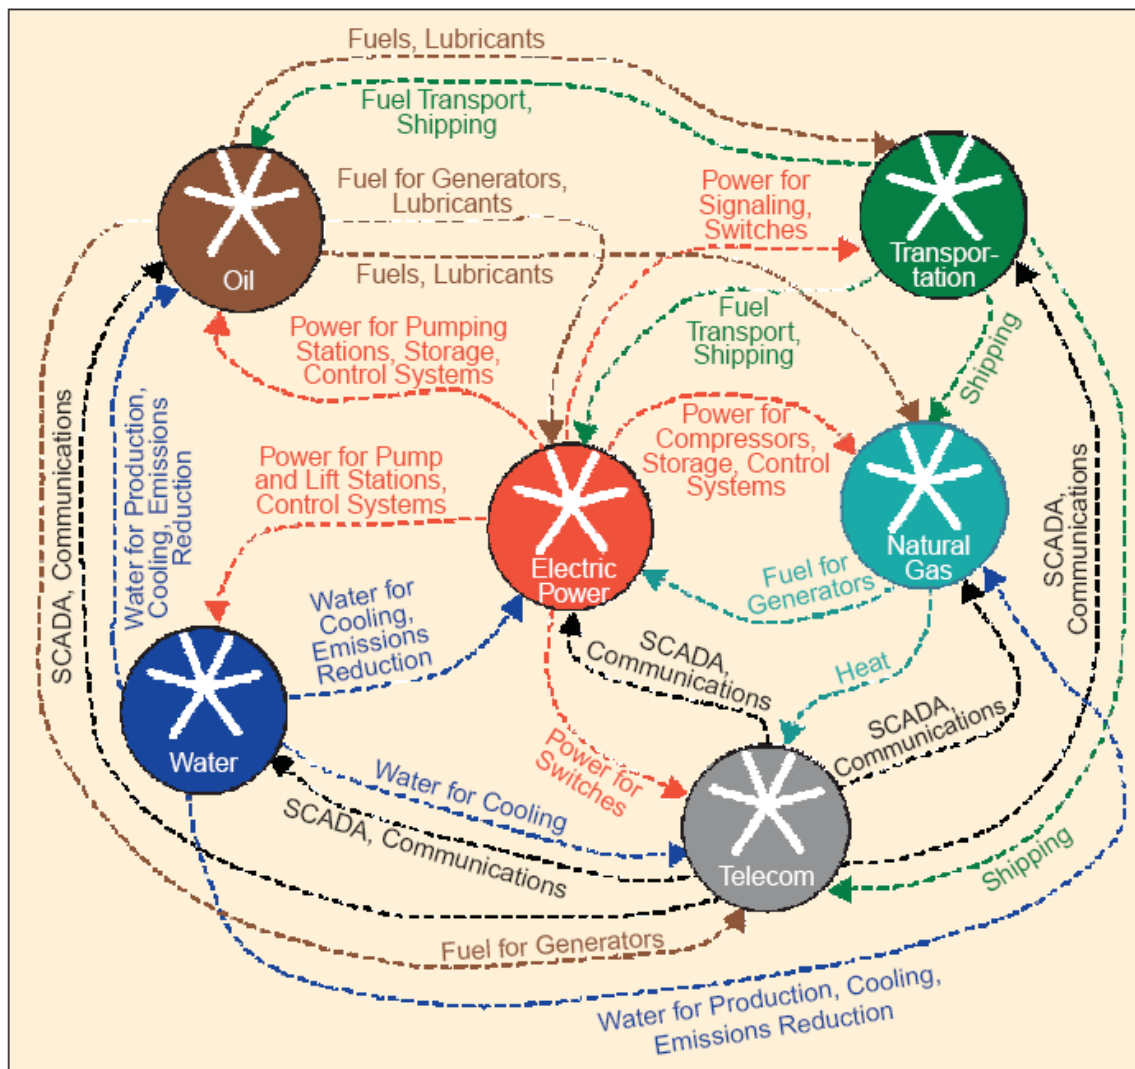 Fuels, Lubricants
Fuel Transport,
Shipping
Fuel for Generators,
Lubricants
Power for
Signaling,
Switches
Oil
Fuels, Lubricants
Transpor-
tation
Power for Pumping
Stations, Storage,
Control Systems
Fuel
Transport,
Shipping
Shipping
SCADA, Communications
Water for Production,
Cooling, Emissions
Reduction
Power for Pump
and Lift Stations,
Control Systems
Power for
Compressors,
Storage, Control
Systems
SCADA,
Communications
Electric
Power
Natural
Gas
Fuel for
Generators
Water for
Cooling,
Emissions
Reduction
SCADA,
Communications
Heat
SCADA,
Communications
Water
Power for
Switches
Water for Cooling
SCADA, Communications
Telecom
Shipping
Fuel for Generators
Water for Production, Cooling,
Emissions Reduction